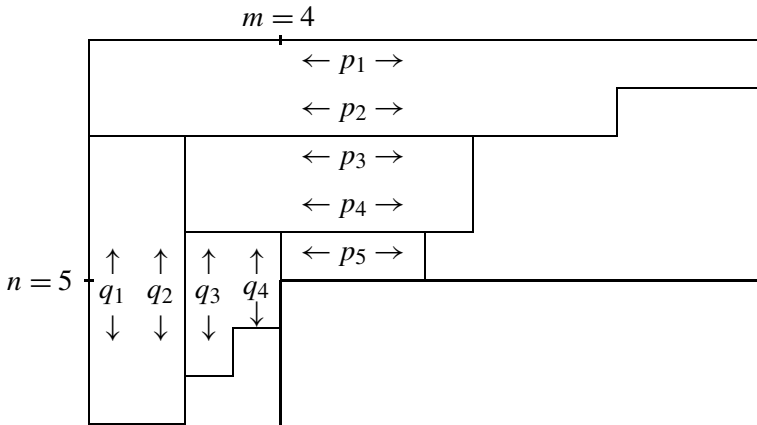 m = 4
← p₁ →
← p₂ →
← p₃ →
← p₄ →
← p₅ →
↑ ↑ ↑ ↑
n = 5 q₁ q₂ q₃ q₄
↓ ↓ ↓ ↓